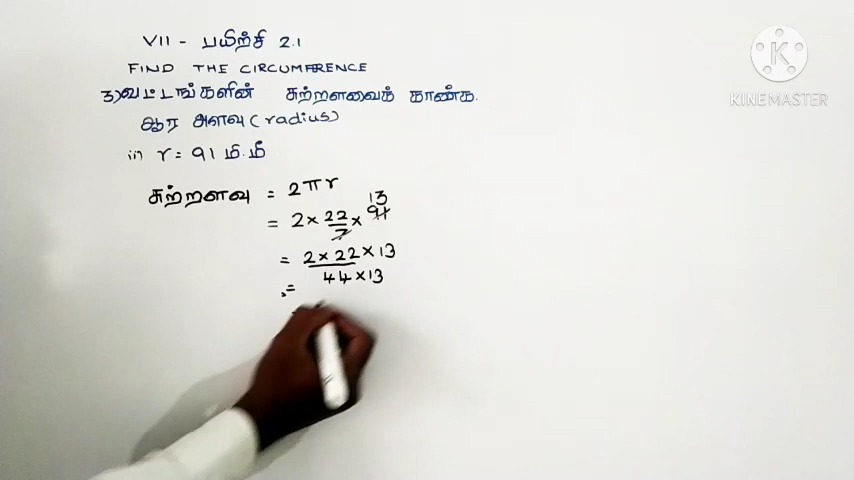 VII - பயிற்சி 2.1
FIND THE CIRCUMFERENCE
3) வட்டங்களின் சுற்றளவைக் காண்க.
ஆர அளவு (radius)
ii) r = 91 மி.மீ
சுற்றளவு = 2πr
= 2 × 22/7 × 91 13
= 2 × 22 × 13
= 44 × 13
K
KINEMASTER